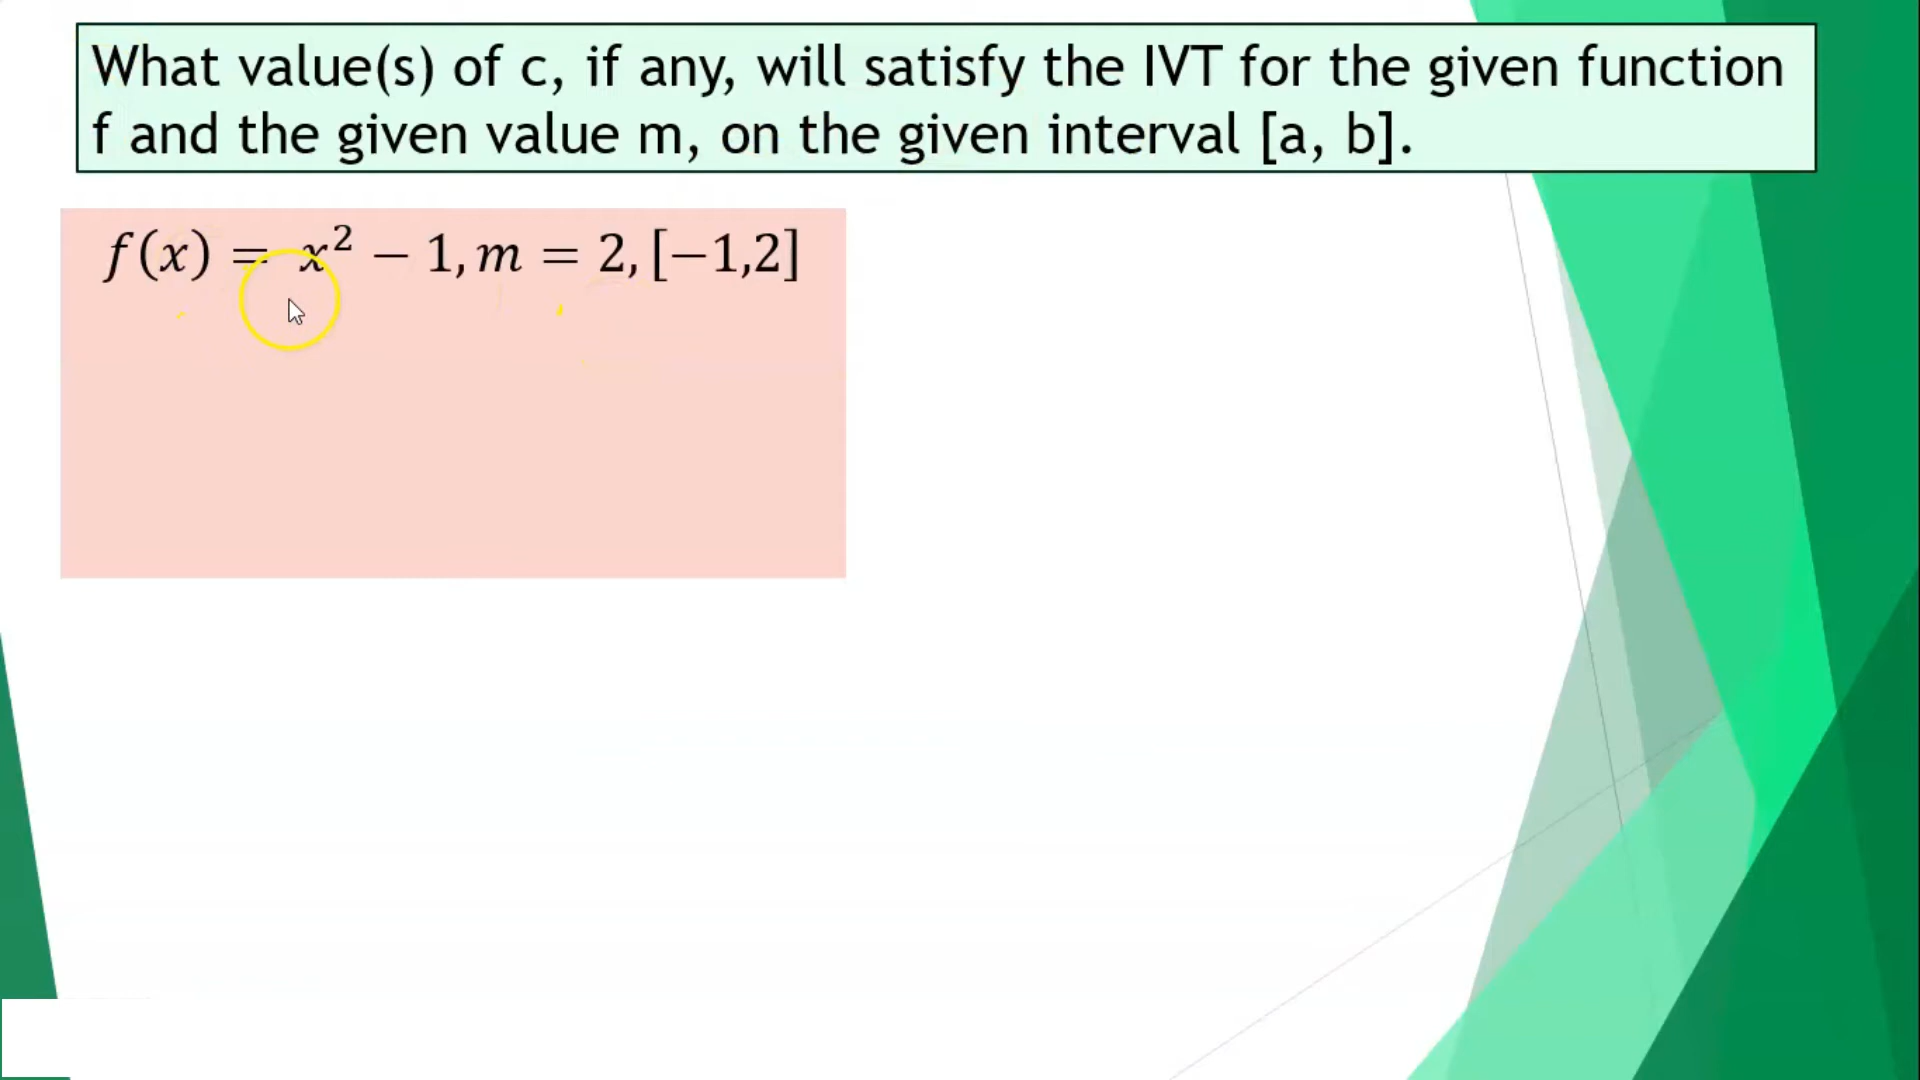 What value(s) of c, if any, will satisfy the IVT for the given function
f and the given value m, on the given interval [a, b].
f(x) = x² − 1, m = 2, [−1,2]